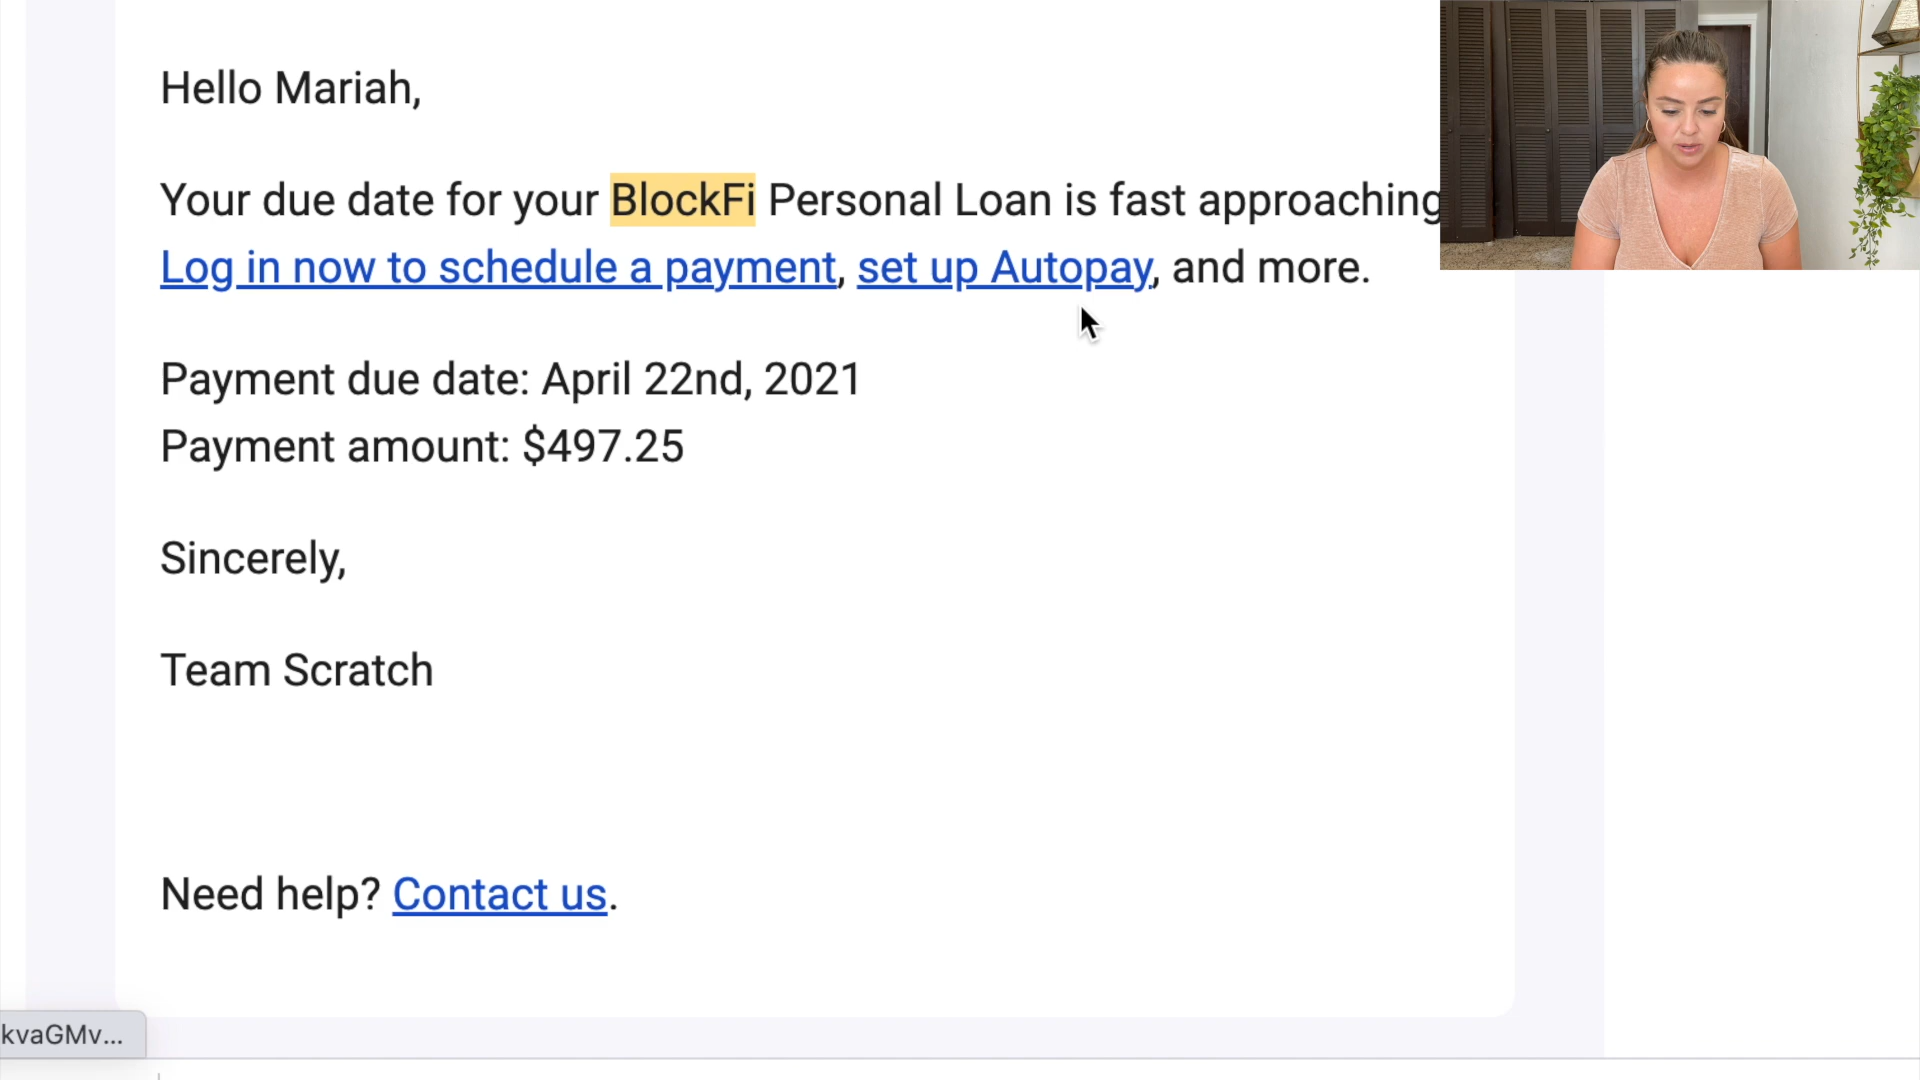 Hello Mariah,
Your due date for your BlockFi Personal Loan is fast approaching
Log in now to schedule a payment, set up Autopay, and more.
Payment due date: April 22nd, 2021
Payment amount: $497.25
Sincerely,
Team Scratch
Need help? Contact us.
kvaGMv...